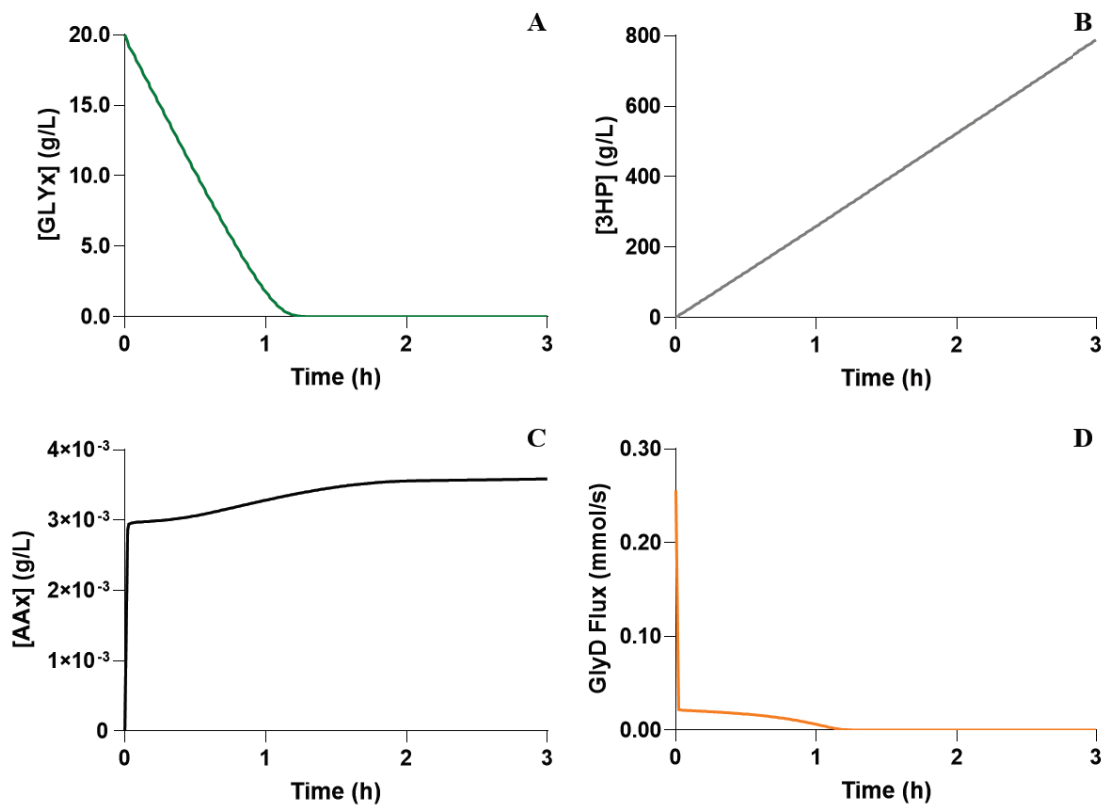 A
[GLYx] (g/L)
20.0
15.0
10.0
5.0
0.0
0 1 2 3
Time (h)
B
[3HP] (g/L)
800
600
400
200
0
0 1 2 3
Time (h)
C
[AAx] (g/L)
4×10⁻³
3×10⁻³
2×10⁻³
1×10⁻³
0
0 1 2 3
Time (h)
D
GlyD Flux (mmol/s)
0.30
0.20
0.10
0.00
0 1 2 3
Time (h)